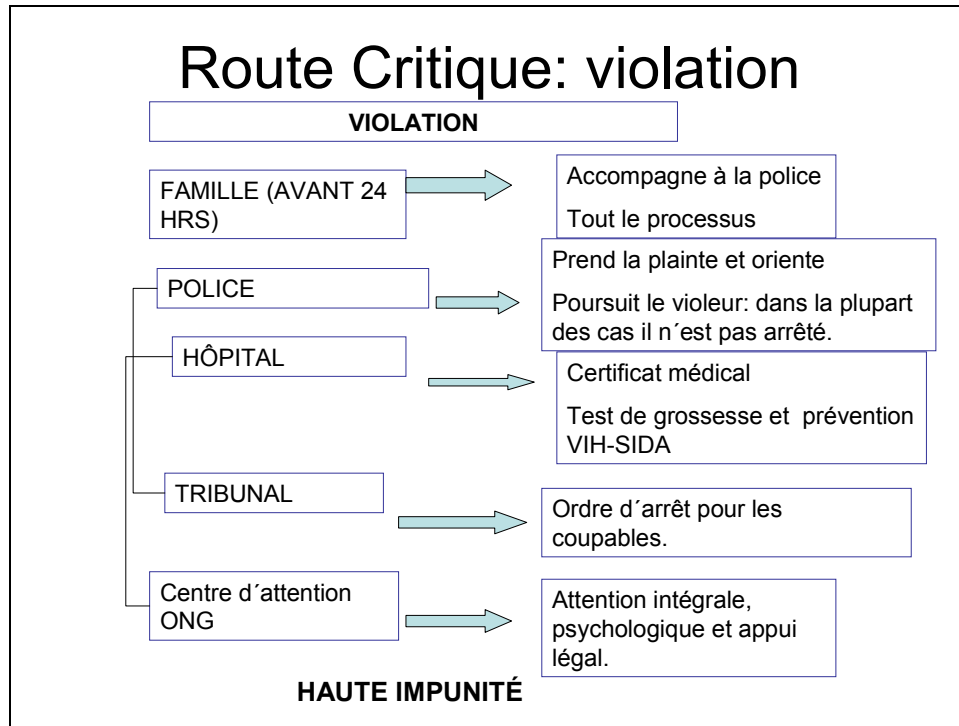 Route Critique: violation
VIOLATION
FAMILLE (AVANT 24
HRS)
Accompagne à la police
Tout le processus
POLICE
Prend la plainte et oriente
Poursuit le violeur: dans la plupart
des cas il n´est pas arrêté.
HÔPITAL
Certificat médical
Test de grossesse et prévention
VIH-SIDA
TRIBUNAL
Ordre d´arrêt pour les
coupables.
Centre d´attention
ONG
Attention intégrale,
psychologique et appui
légal.
HAUTE IMPUNITÉ